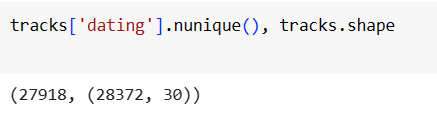 tracks['dating'].nunique(), tracks.shape
(27918, (28372, 30))